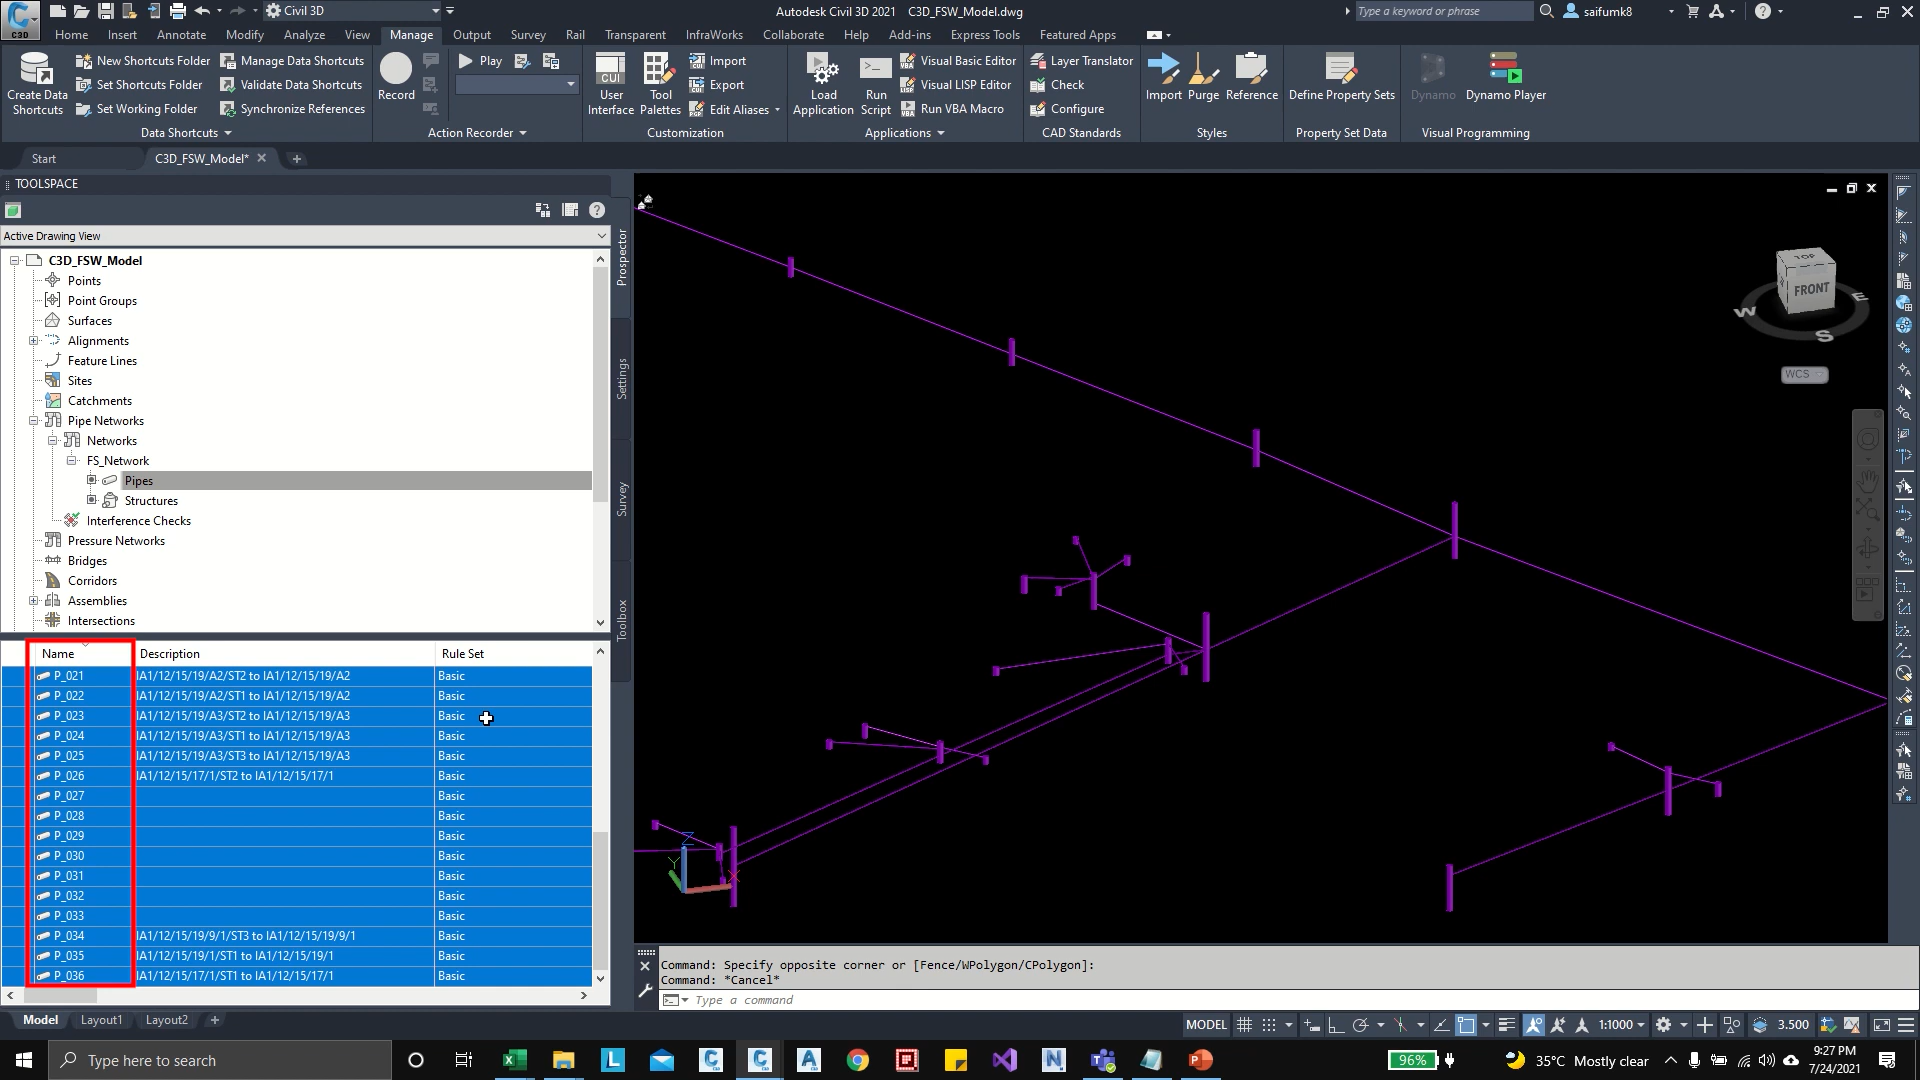 C3D
Civil 3D
Autodesk Civil 3D 2021 C3D_FSW_Model.dwg
Type a keyword or phrase
saifumk8
Home Insert Annotate Modify Analyze View Manage Output Survey Rail Transparent InfraWorks Collaborate Help Add-ins Express Tools Featured Apps
Create Data Shortcuts
New Shortcuts Folder
Set Shortcuts Folder
Set Working Folder
Manage Data Shortcuts
Validate Data Shortcuts
Synchronize References
Data Shortcuts
Record
Play
Action Recorder
CUI
User Interface
Tool Palettes
Import
Export
Edit Aliases
Customization
Load Application
Run Script
Visual Basic Editor
Visual LISP Editor
Run VBA Macro
Applications
Layer Translator
Check
Configure
CAD Standards
Import
Purge
Reference
Styles
Define Property Sets
Property Set Data
Dynamo
Dynamo Player
Visual Programming
Start
C3D_FSW_Model*
TOOLSPACE
Active Drawing View
C3D_FSW_Model
Points
Point Groups
Surfaces
Alignments
Feature Lines
Sites
Catchments
Pipe Networks
Networks
FS_Network
Pipes
Structures
Interference Checks
Pressure Networks
Bridges
Corridors
Assemblies
Intersections
Prospector
Settings
Survey
Toolbox
Name Description Rule Set
P_021 IA1/12/15/19/A2/ST2 to IA1/12/15/19/A2 Basic
P_022 IA1/12/15/19/A2/ST1 to IA1/12/15/19/A2 Basic
P_023 IA1/12/15/19/A3/ST2 to IA1/12/15/19/A3 Basic
P_024 IA1/12/15/19/A3/ST1 to IA1/12/15/19/A3 Basic
P_025 IA1/12/15/19/A3/ST3 to IA1/12/15/19/A3 Basic
P_026 IA1/12/15/17/1/ST2 to IA1/12/15/17/1 Basic
P_027 Basic
P_028 Basic
P_029 Basic
P_030 Basic
P_031 Basic
P_032 Basic
P_033 Basic
P_034 IA1/12/15/19/9/1/ST3 to IA1/12/15/19/9/1 Basic
P_035 IA1/12/15/19/1/ST1 to IA1/12/15/19/1 Basic
P_036 IA1/12/15/17/1/ST1 to IA1/12/15/17/1 Basic
TOP
FRONT
W
S
E
WCS
Z
Y
X
Command: Specify opposite corner or [Fence/WPolygon/CPolygon]:
Command: *Cancel*
Type a command
Model Layout1 Layout2
MODEL
1:1000
3.500
Type here to search
96%
35°C Mostly clear
9:27 PM
7/24/2021